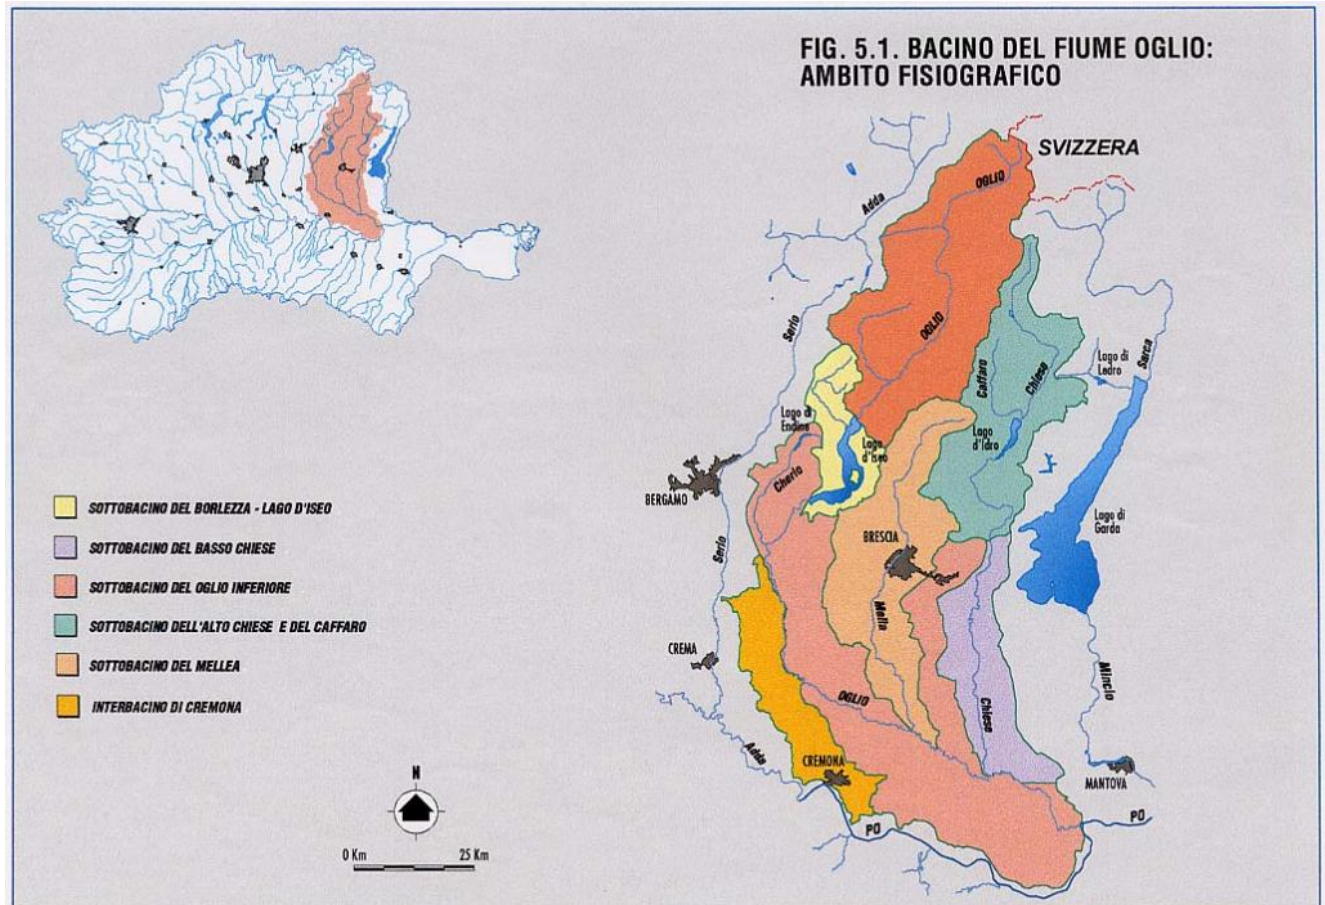 FIG. 5.1. BACINO DEL FIUME OGLIO:
AMBITO FISIOGRAFICO
SVIZZERA
OGLIO
Adda
Serio
OGLIO
Caffaro
Chiese
Lago di
Ledro
Sarca
Lago di
Endine
Lago
d'Iseo
Lago
d'Idro
Cherio
BERGAMO
Lago di
Garda
BRESCIA
Serio
Mella
CREMA
OGLIO
Chiese
Mincio
Adda
CREMONA
MANTOVA
PO
PO
SOTTOBACINO DEL BORLEZZA - LAGO D'ISEO
SOTTOBACINO DEL BASSO CHIESE
SOTTOBACINO DEL OGLIO INFERIORE
SOTTOBACINO DELL'ALTO CHIESE E DEL CAFFARO
SOTTOBACINO DEL MELLEA
INTERBACINO DI CREMONA
N
0 Km 25 Km